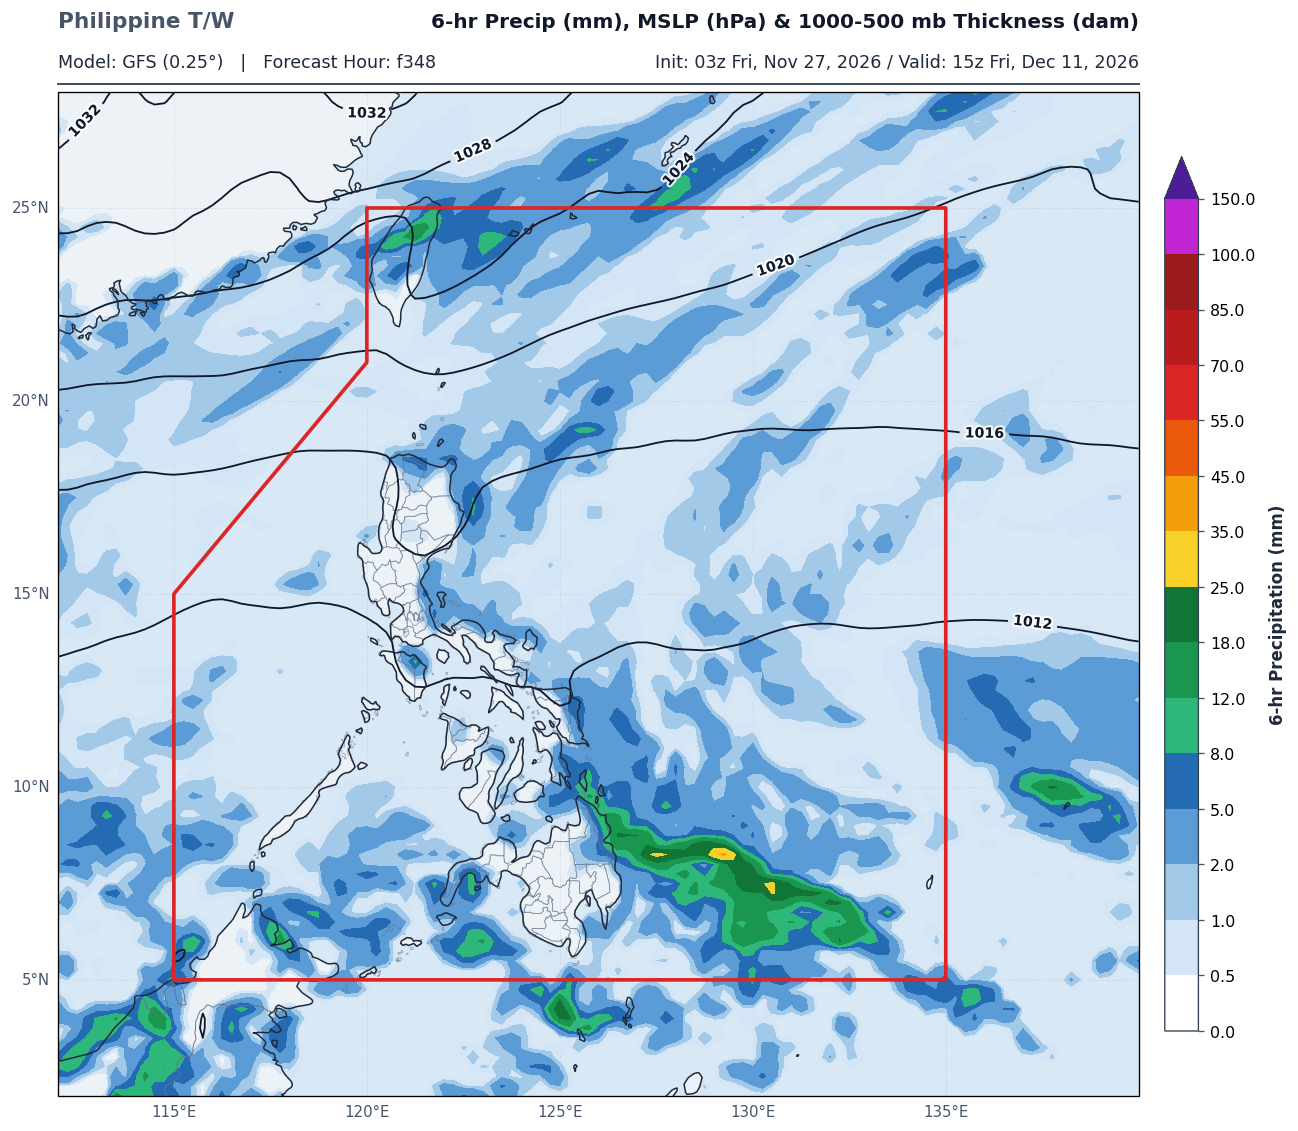 Philippine T/W
6-hr Precip (mm), MSLP (hPa) & 1000-500 mb Thickness (dam)
Model: GFS (0.25°) | Forecast Hour: f348
Init: 03z Fri, Nov 27, 2026 / Valid: 15z Fri, Dec 11, 2026
1032
1032
1028
1024
1020
1016
1012
25°N
20°N
15°N
10°N
5°N
115°E
120°E
125°E
130°E
135°E
150.0
100.0
85.0
70.0
55.0
45.0
35.0
25.0
18.0
12.0
8.0
5.0
2.0
1.0
0.5
0.0
6-hr Precipitation (mm)